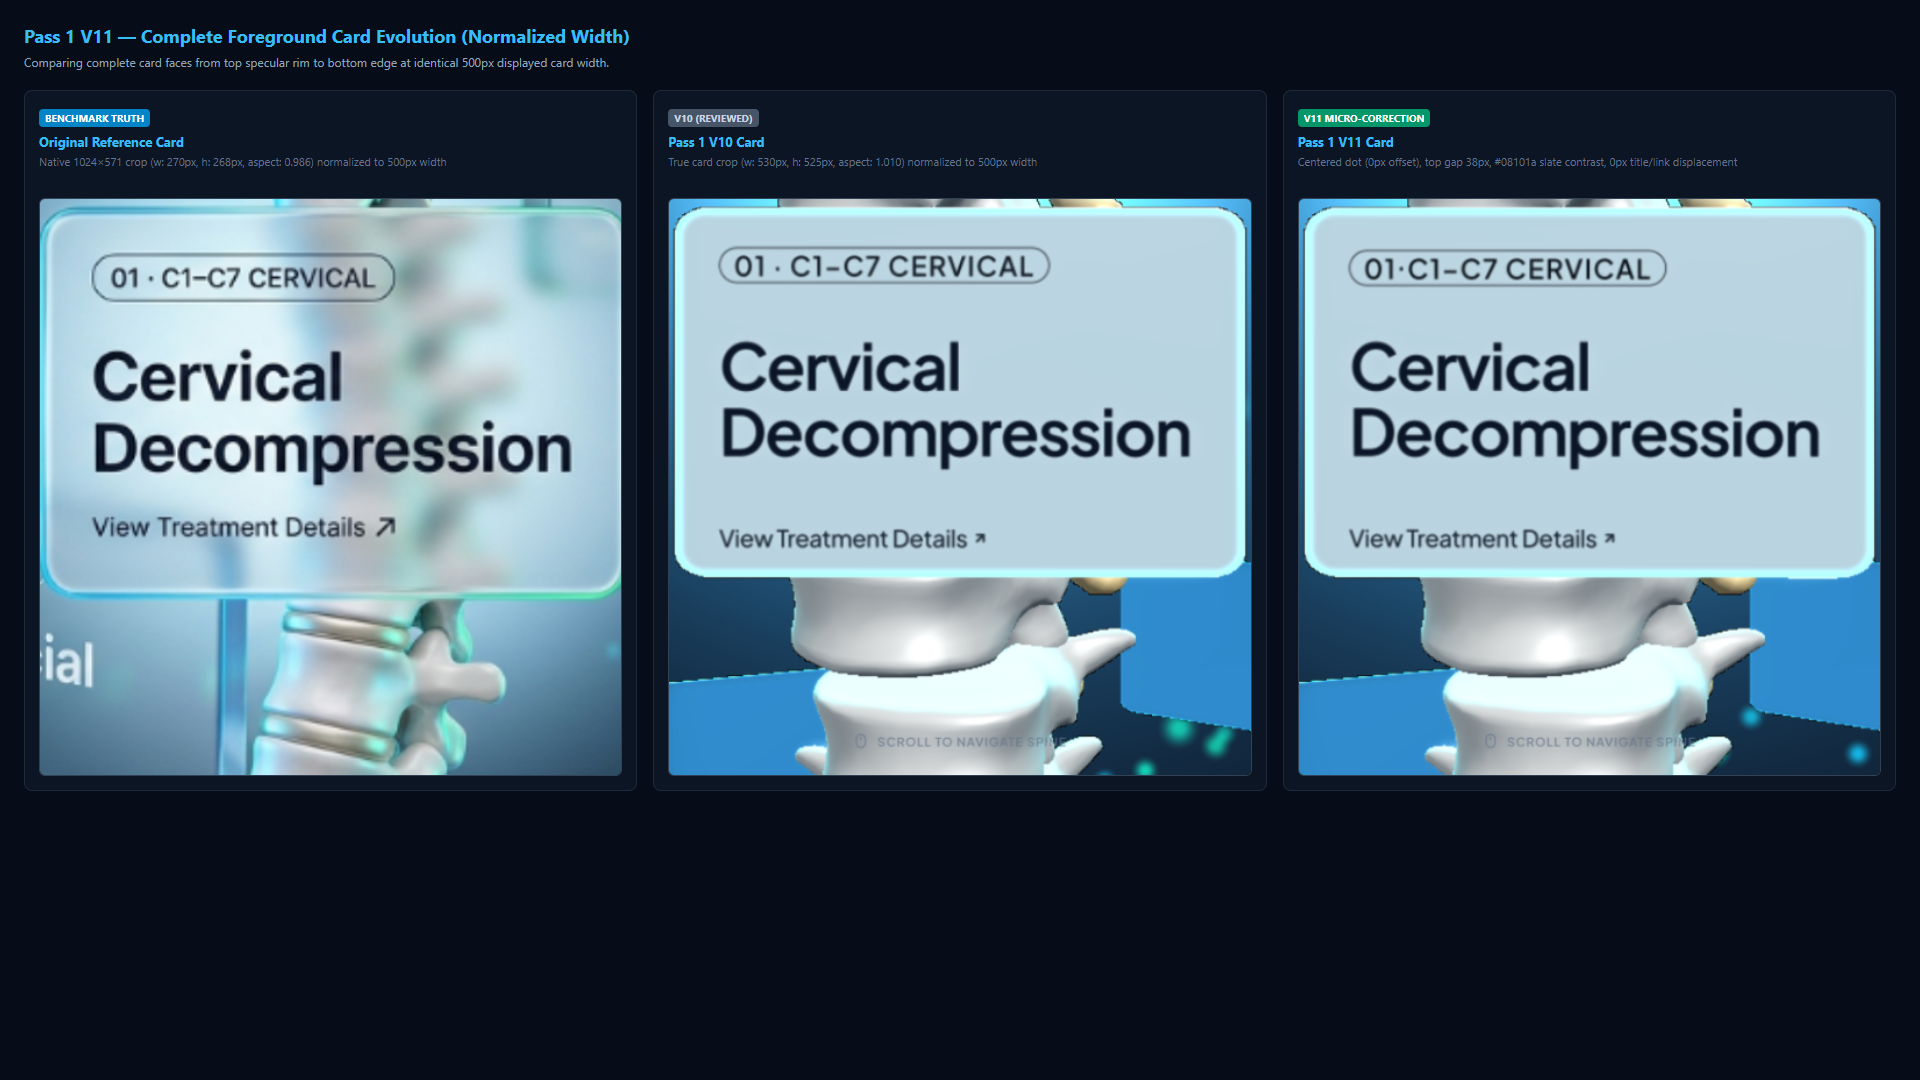 Pass 1 V11 — Complete Foreground Card Evolution (Normalized Width)
Comparing complete card faces from top specular rim to bottom edge at identical 500px displayed card width.
BENCHMARK TRUTH
Original Reference Card
Native 1024×571 crop (w: 270px, h: 268px, aspect: 0.986) normalized to 500px width
01 · C1–C7 CERVICAL
Cervical
Decompression
View Treatment Details ↗
ial
V10 (REVIEWED)
Pass 1 V10 Card
True card crop (w: 530px, h: 525px, aspect: 1.010) normalized to 500px width
01 · C1–C7 CERVICAL
Cervical
Decompression
View Treatment Details ↗
SCROLL TO NAVIGATE SPINE
V11 MICRO-CORRECTION
Pass 1 V11 Card
Centered dot (0px offset), top gap 38px, #08101a slate contrast, 0px title/link displacement
01·C1–C7 CERVICAL
Cervical
Decompression
View Treatment Details ↗
SCROLL TO NAVIGATE SPINE